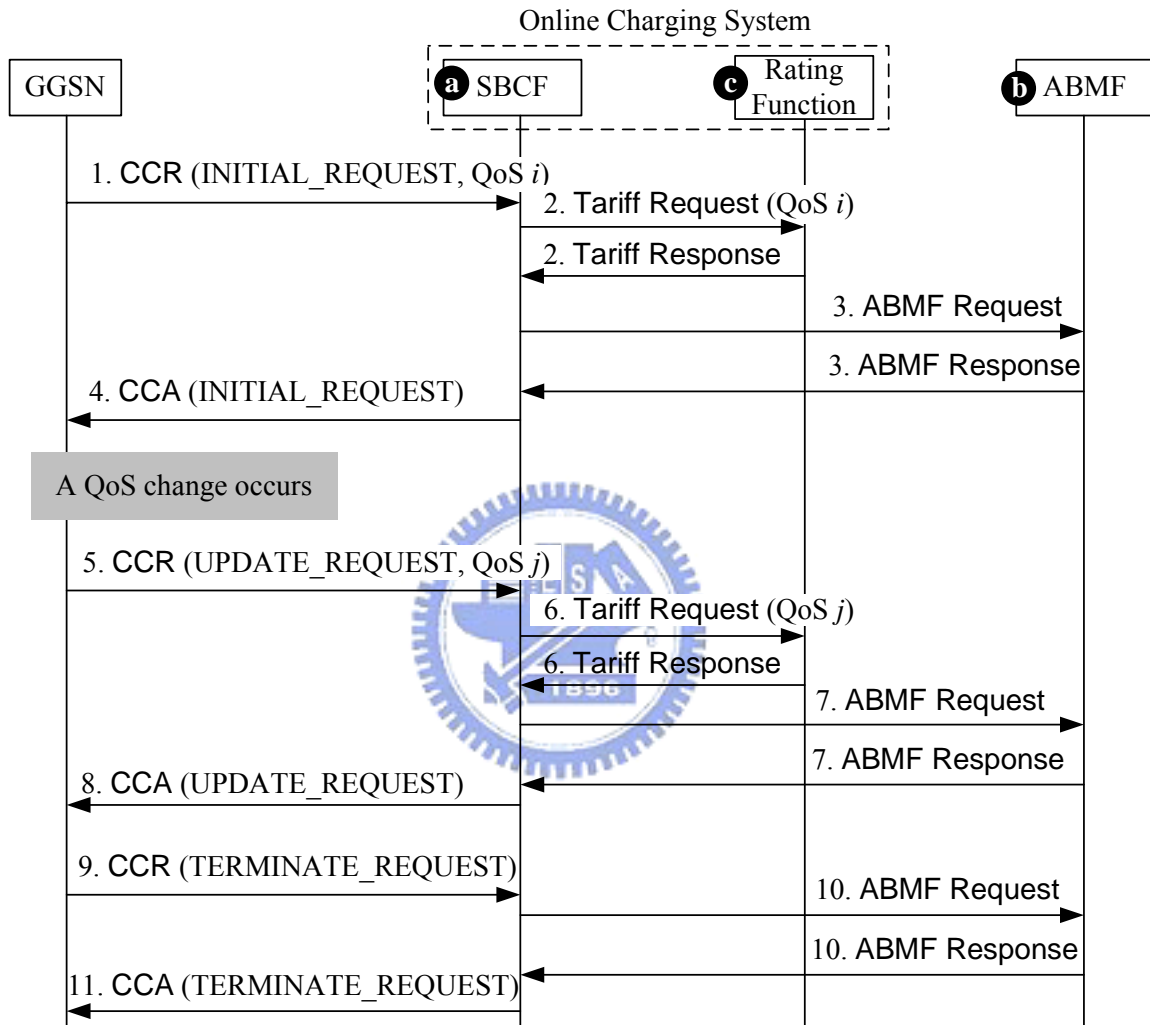 Online Charging System
GGSN
a SBCF
c Rating
Function
b ABMF
1. CCR (INITIAL_REQUEST, QoS i)
2. Tariff Request (QoS i)
2. Tariff Response
3. ABMF Request
3. ABMF Response
4. CCA (INITIAL_REQUEST)
A QoS change occurs
5. CCR (UPDATE_REQUEST, QoS j)
6. Tariff Request (QoS j)
6. Tariff Response
1896
7. ABMF Request
7. ABMF Response
8. CCA (UPDATE_REQUEST)
9. CCR (TERMINATE_REQUEST)
10. ABMF Request
10. ABMF Response
11. CCA (TERMINATE_REQUEST)